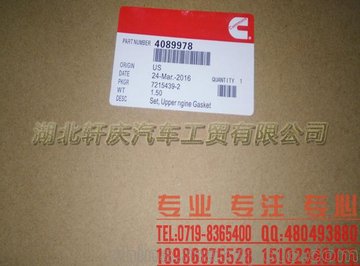 PART NUMBER 4089978
ORIGIN US
DATE 24-Mar.-2016 QUANTITY 1
PKGR 7215439-2
WT. 1.50
DESC Set, Upper ngine Gasket
湖北轩庆汽车工贸有限公司
专业 专注 专心
TEL:0719-8365400 QQ:480493880
18986875528